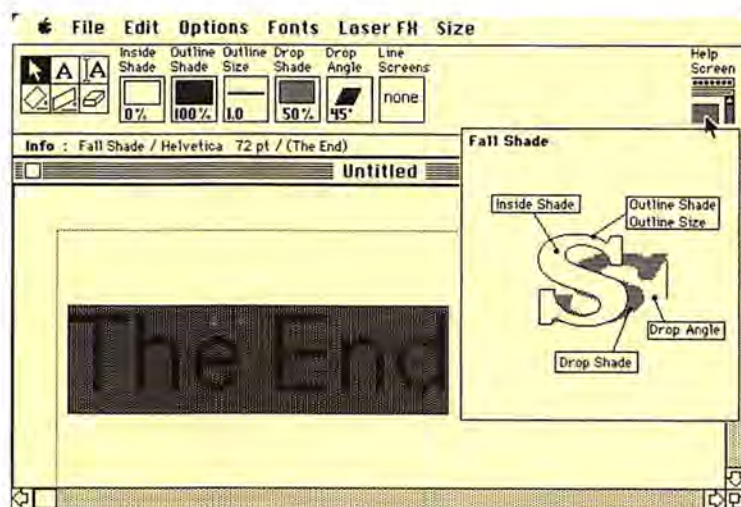 File Edit Options Fonts Laser FX Size
Inside Shade
Outline Shade
Outline Size
Drop Shade
Drop Angle
Line Screens
Help Screen
A A
0% 100% 1.0 50% 45° none
Info : Fall Shade / Helvetica 72 pt / (The End)
Untitled
Fall Shade
Inside Shade
Outline Shade
Outline Size
S
Drop Angle
Drop Shade
The End